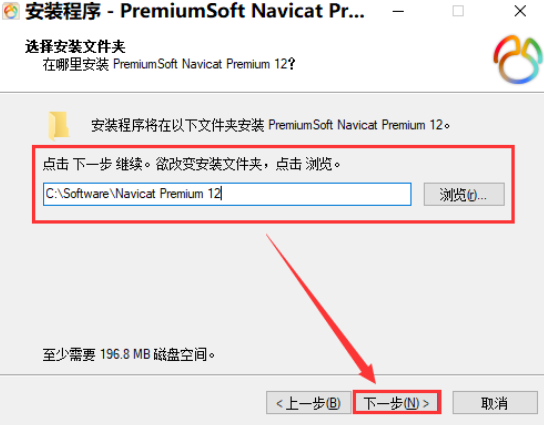 安装程序 - PremiumSoft Navicat Pr...
选择安装文件夹
在哪里安装 PremiumSoft Navicat Premium 12?
安装程序将在以下文件夹安装 PremiumSoft Navicat Premium 12。
点击 下一步 继续。欲改变安装文件夹，点击 浏览。
C:\Software\Navicat Premium 12
浏览(r)...
至少需要 196.8 MB 磁盘空间。
<上一步(B) 下一步(N)> 取消